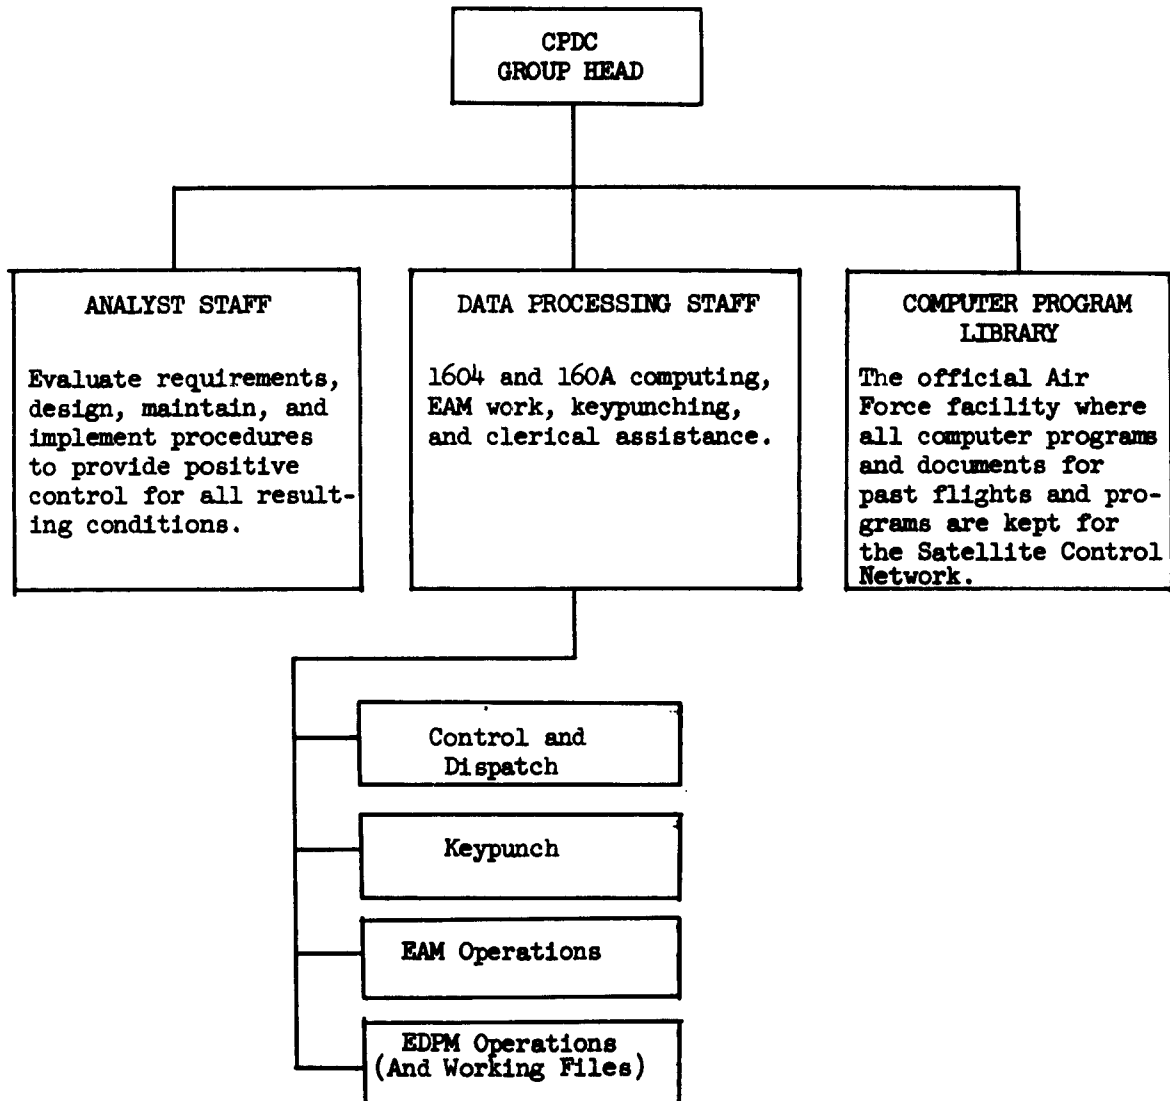 CPDC
GROUP HEAD
ANALYST STAFF
Evaluate requirements,
design, maintain, and
implement procedures
to provide positive
control for all result-
ing conditions.
DATA PROCESSING STAFF
1604 and 160A computing,
EAM work, keypunching,
and clerical assistance.
COMPUTER PROGRAM
LIBRARY
The official Air
Force facility where
all computer programs
and documents for
past flights and pro-
grams are kept for
the Satellite Control
Network.
Control and
Dispatch
Keypunch
EAM Operations
EDPM Operations
(And Working Files)